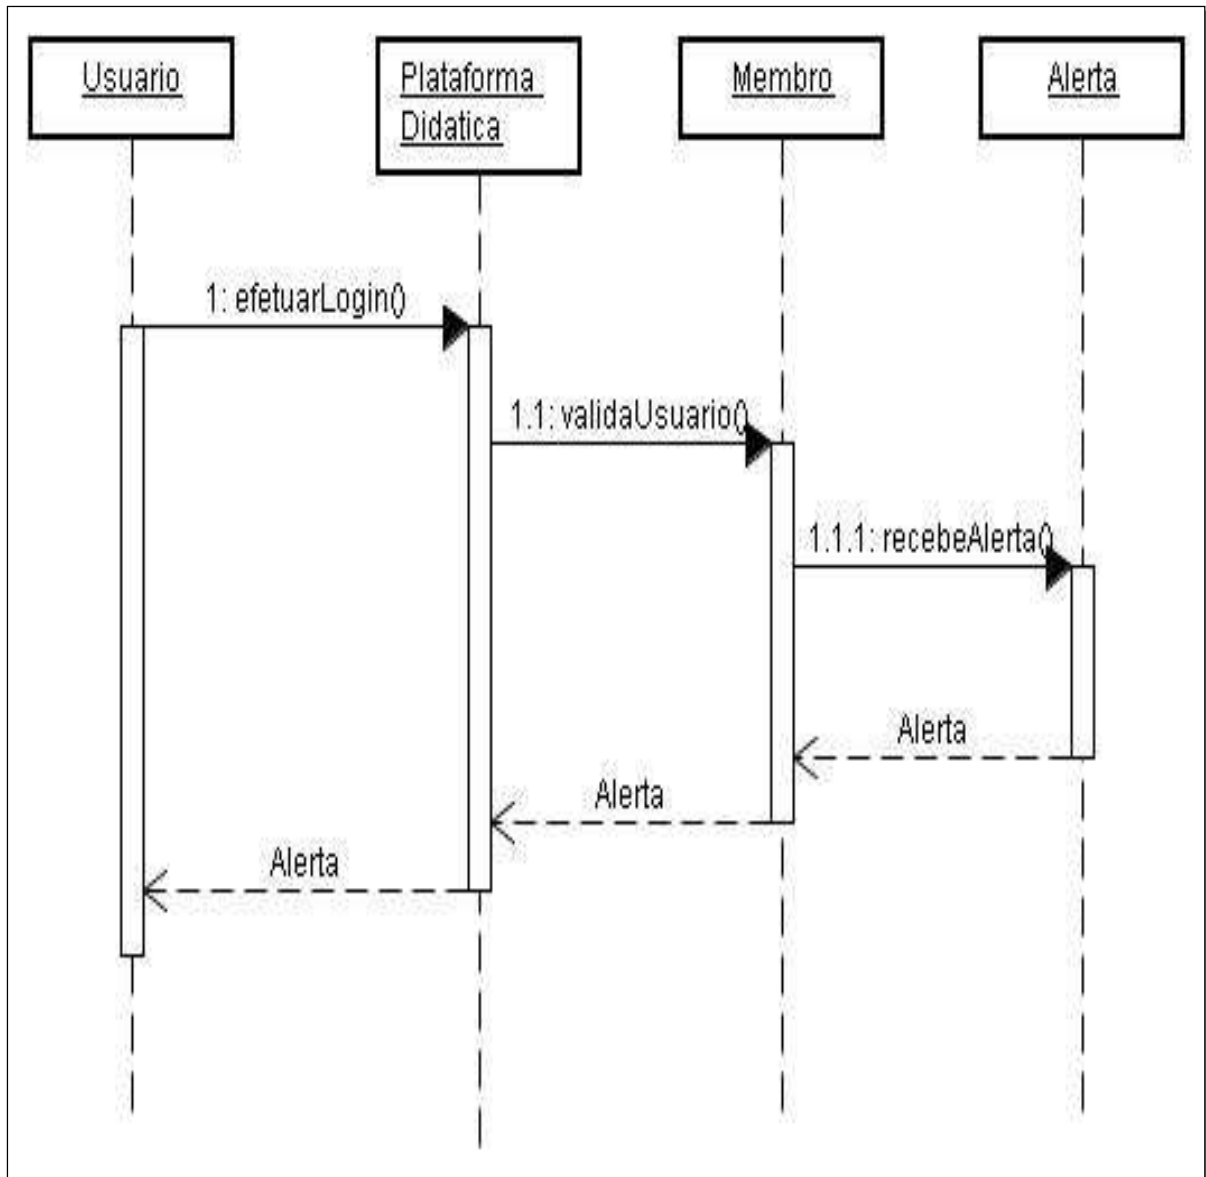 Usuario
Plataforma
Didatica
Membro
Alerta
1: efetuarLogin()
1.1: validaUsuario()
1.1.1: recebeAlerta()
Alerta
Alerta
Alerta